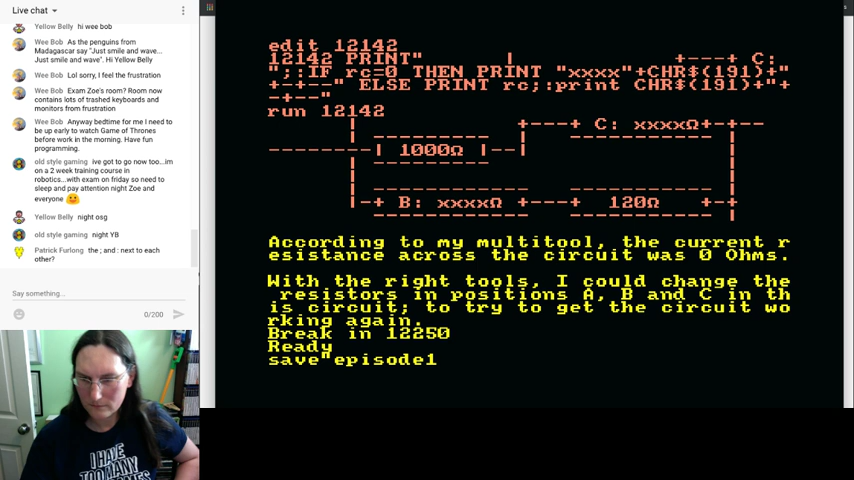 Live chat
Yellow Belly hi wee bob
Wee Bob As the penguins from
Madagascar say "Just smile and wave...
Just smile and wave". Hi Yellow Belly
Wee Bob Lol sorry, I feel the frustration
Wee Bob Exam Zoe's room? Room now
contains lots of trashed keyboards and
monitors from frustration
Wee Bob Anyway bedtime for me I need to
be up early to watch Game of Thrones
before work in the morning. Have fun
programming.
old style gaming ive got to go now too...im
on a 2 week training course in
robotics...with exam on friday so need to
sleep and pay attention night Zoe and
everyone
Yellow Belly night osg
old style gaming night YB
Patrick Furlong the ; and : next to each
other?
Say something...
0/200
I HAVE
TOO MANY
edit 12142
12142 PRINT" | +---+ C:
";:IF rc=0 THEN PRINT "xxxx"+CHR$(191)+"
+-+--" ELSE PRINT rc;:print CHR$(191)+"+
-+--"
run 12142
+---+ C: xxxxΩ+-+--
1000Ω
+-+ B: xxxxΩ +---+ 120Ω +-+
According to my multitool, the current r
esistance across the circuit was 0 Ohms.
With the right tools, I could change the
resistors in positions A, B and C in th
is circuit; to try to get the circuit wo
rking again.
Break in 12250
Ready
save"episode1